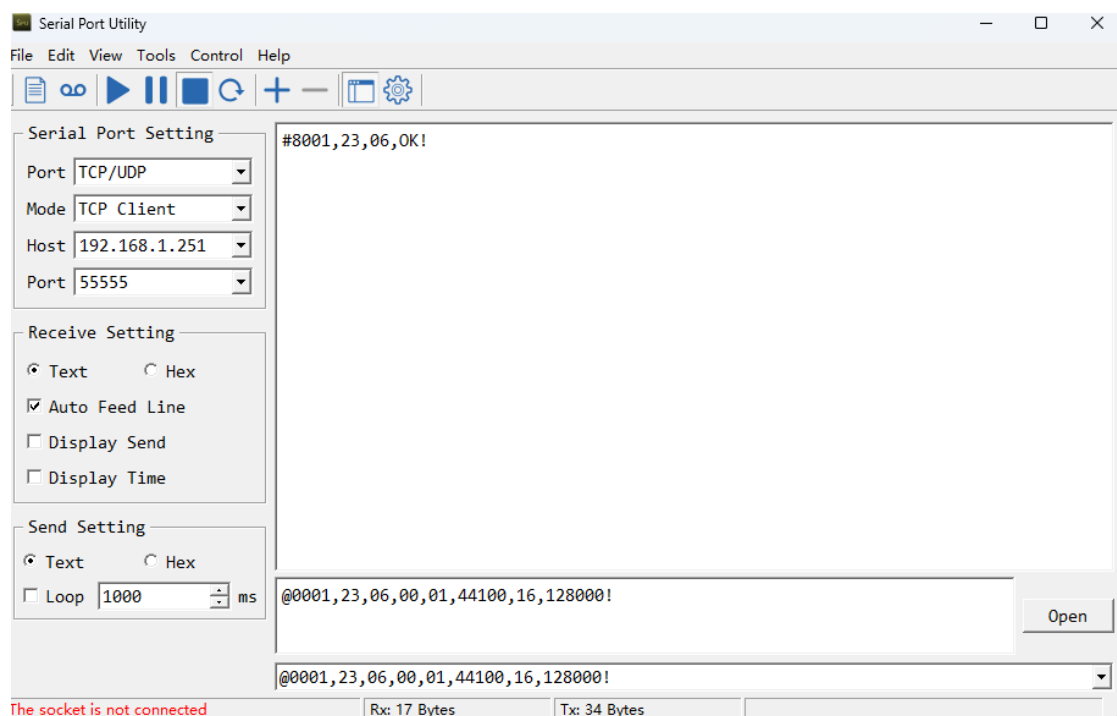 Serial Port Utility
File Edit View Tools Control Help
Serial Port Setting
Port TCP/UDP
Mode TCP Client
Host 192.168.1.251
Port 55555
Receive Setting
Text Hex
Auto Feed Line
Display Send
Display Time
Send Setting
Text Hex
Loop 1000 ms
#8001,23,06,OK!
@0001,23,06,00,01,44100,16,128000!
Open
@0001,23,06,00,01,44100,16,128000!
The socket is not connected
Rx: 17 Bytes
Tx: 34 Bytes